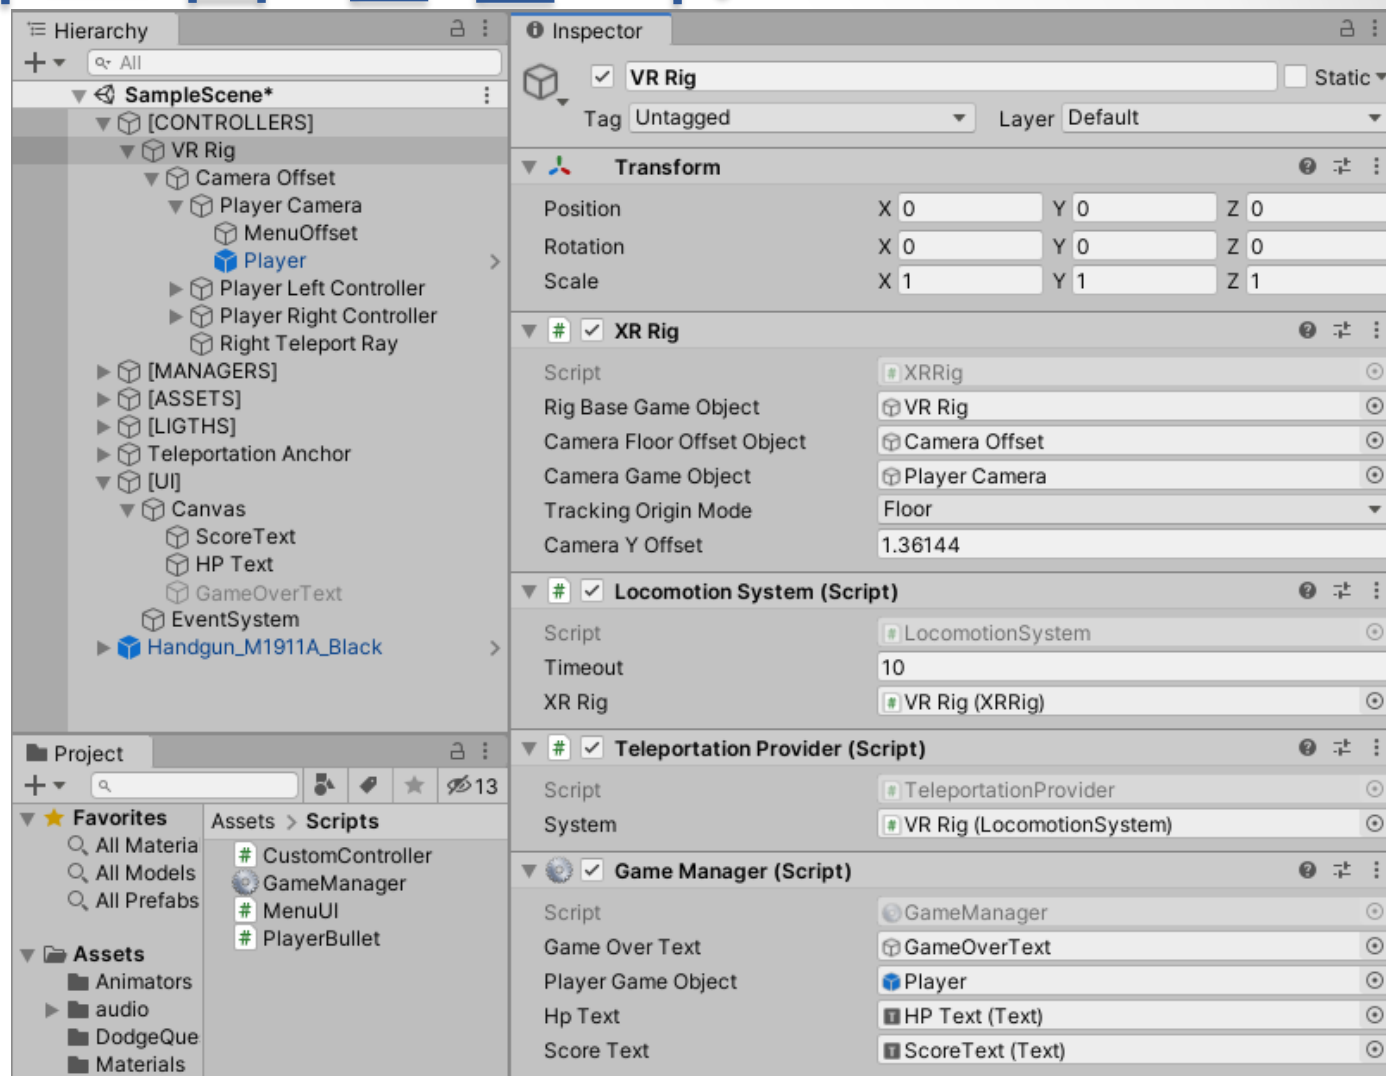 Hierarchy
All
SampleScene*
[CONTROLLERS]
VR Rig
Camera Offset
Player Camera
MenuOffset
Player
Player Left Controller
Player Right Controller
Right Teleport Ray
[MANAGERS]
[ASSETS]
[LIGTHS]
Teleportation Anchor
[UI]
Canvas
ScoreText
HP Text
GameOverText
EventSystem
Handgun_M1911A_Black
Project
13
Favorites
All Materia
All Models
All Prefabs
Assets
Animators
audio
DodgeQue
Materials
Assets > Scripts
CustomController
GameManager
MenuUI
PlayerBullet
Inspector
VR Rig Static
Tag Untagged Layer Default
Transform
Position X 0 Y 0 Z 0
Rotation X 0 Y 0 Z 0
Scale X 1 Y 1 Z 1
# XR Rig
Script # XRRig
Rig Base Game Object VR Rig
Camera Floor Offset Object Camera Offset
Camera Game Object Player Camera
Tracking Origin Mode Floor
Camera Y Offset 1.36144
# Locomotion System (Script)
Script # LocomotionSystem
Timeout 10
XR Rig # VR Rig (XRRig)
# Teleportation Provider (Script)
Script # TeleportationProvider
System # VR Rig (LocomotionSystem)
Game Manager (Script)
Script GameManager
Game Over Text GameOverText
Player Game Object Player
Hp Text HP Text (Text)
Score Text ScoreText (Text)